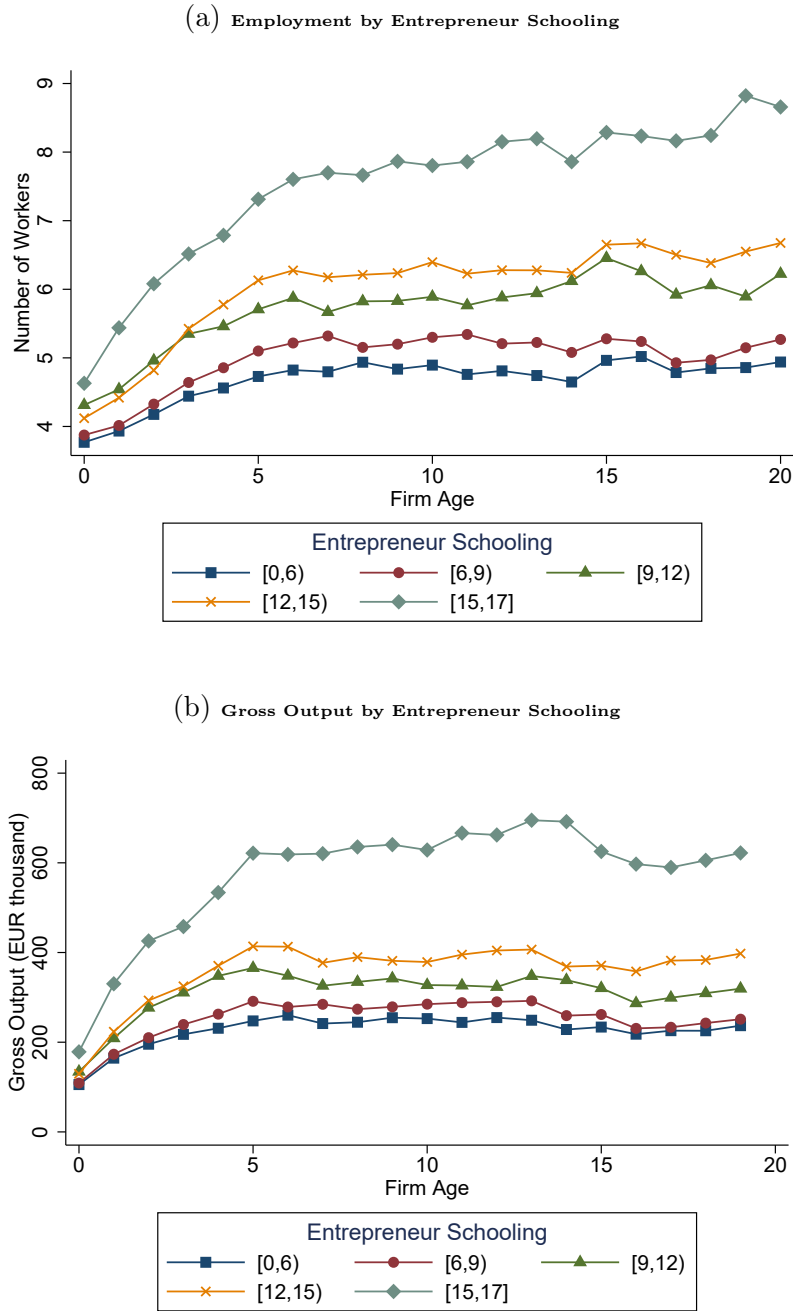 (a) Employment by Entrepreneur Schooling
Number of Workers
9
8
7
6
5
4
0 5 10 15 20
Firm Age
Entrepreneur Schooling
[0,6) [6,9) [9,12)
[12,15) [15,17]
(b) Gross Output by Entrepreneur Schooling
Gross Output (EUR thousand)
800
600
400
200
0
0 5 10 15 20
Firm Age
Entrepreneur Schooling
[0,6) [6,9) [9,12)
[12,15) [15,17]